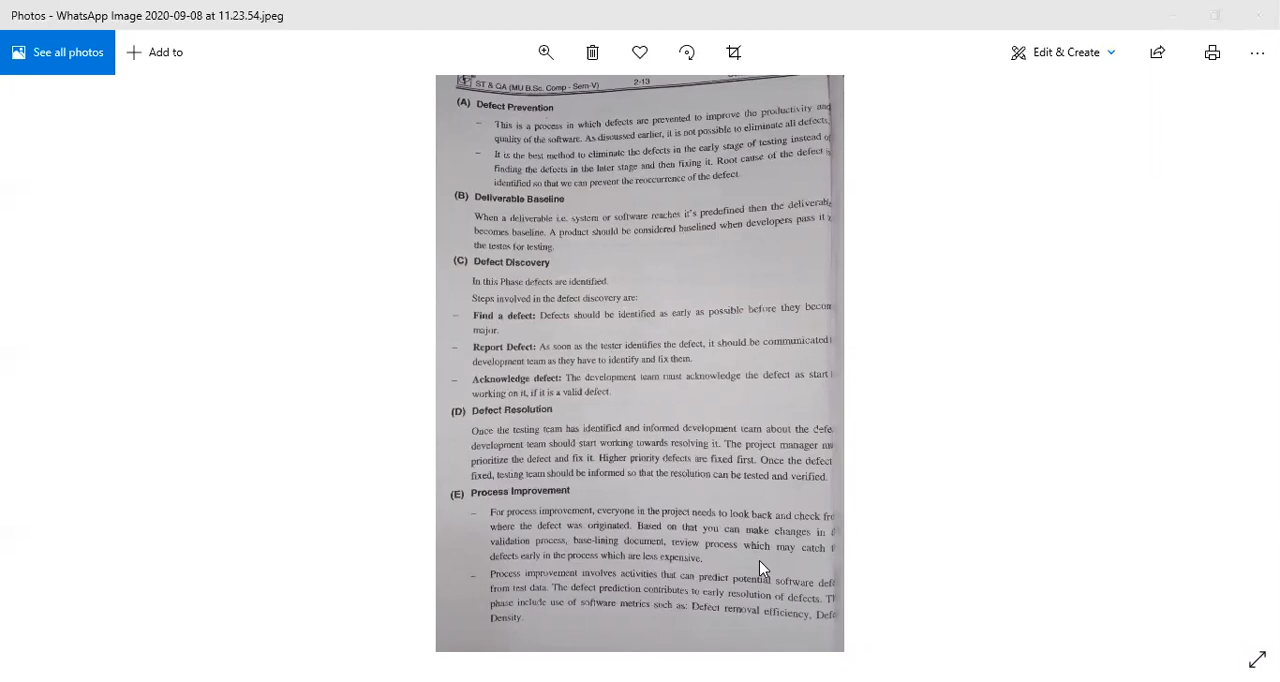 Photos - WhatsApp Image 2020-09-08 at 11.23.54.jpeg
See all photos
Add to
Edit & Create
ST & QA (MU B.Sc. Comp - Sem-V)
2-13
(A) Defect Prevention
– This is a process in which defects are prevented to improve the productivity and
quality of the software. As discussed earlier, it is not possible to eliminate all defects.
– It is the best method to eliminate the defects in the early stage of testing instead of
finding the defects in the later stage and then fixing it. Root cause of the defect is
identified so that we can prevent the reoccurrence of the defect.
(B) Deliverable Baseline
When a deliverable i.e. system or software reaches it's predefined then the deliverable
becomes baseline. A product should be considered baselined when developers pass it
the testes for testing.
(C) Defect Discovery
In this Phase defects are identified.
Steps involved in the defect discovery are:
– Find a defect: Defects should be identified as early as possible before they
major.
– Report Defect: As soon as the tester identifies the defect, it should be communicated
development team as they have to identify and fix them.
– Acknowledge defect: The development team must acknowledge the defect as start
working on it, if it is a valid defect.
(D) Defect Resolution
Once the testing team has identified and informed development team about the
development team should start working towards resolving it. The project manager
prioritize the defect and fix it. Higher priority defects are fixed first. Once the defect
fixed, testing team should be informed so that the resolution can be tested and verified.
(E) Process Improvement
– For process improvement, everyone in the project needs to look back and check
where the defect was originated. Based on that you can make changes in
validation process, base-lining document, review process which may catch
defects early in the process which are less expensive.
– Process improvement involves activities that can predict potential software
from test data. The defect prediction contributes to early resolution of defects.
phase include use of software metrics such as: Defect removal efficiency,
Density.